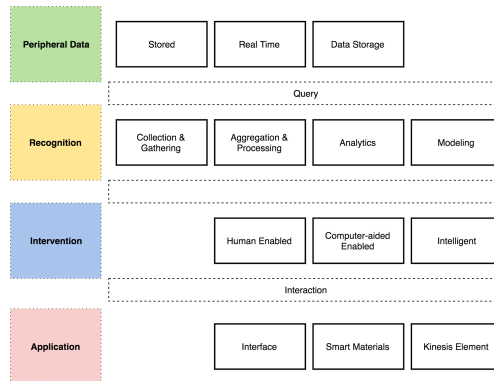 Peripheral Data
Stored
Real Time
Data Storage
Query
Recognition
Collection &
Gathering
Aggregation &
Processing
Analytics
Modeling
Intervention
Human Enabled
Computer-aided
Enabled
Intelligent
Interaction
Application
Interface
Smart Materials
Kinesis Element